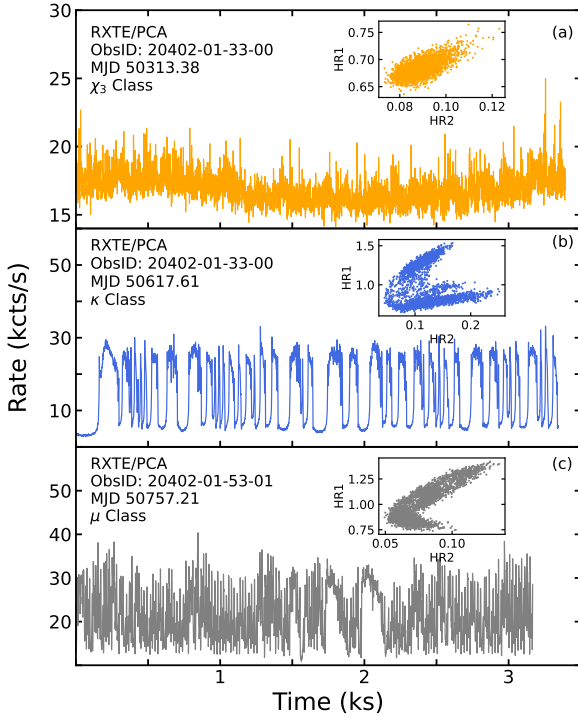 30
25
20
15
RXTE/PCA
ObsID: 20402-01-33-00
MJD 50313.38
χ₃ Class
(a)
HR1
0.75
0.70
0.65
0.08 0.10 0.12
HR2
50
30
10
RXTE/PCA
ObsID: 20402-01-33-00
MJD 50617.61
κ Class
(b)
HR1
1.5
1.0
0.1 0.2
HR2
Rate (kcts/s)
50
40
30
20
RXTE/PCA
ObsID: 20402-01-53-01
MJD 50757.21
μ Class
(c)
HR1
1.25
1.00
0.75
0.05 0.10
HR2
1 2 3
Time (ks)